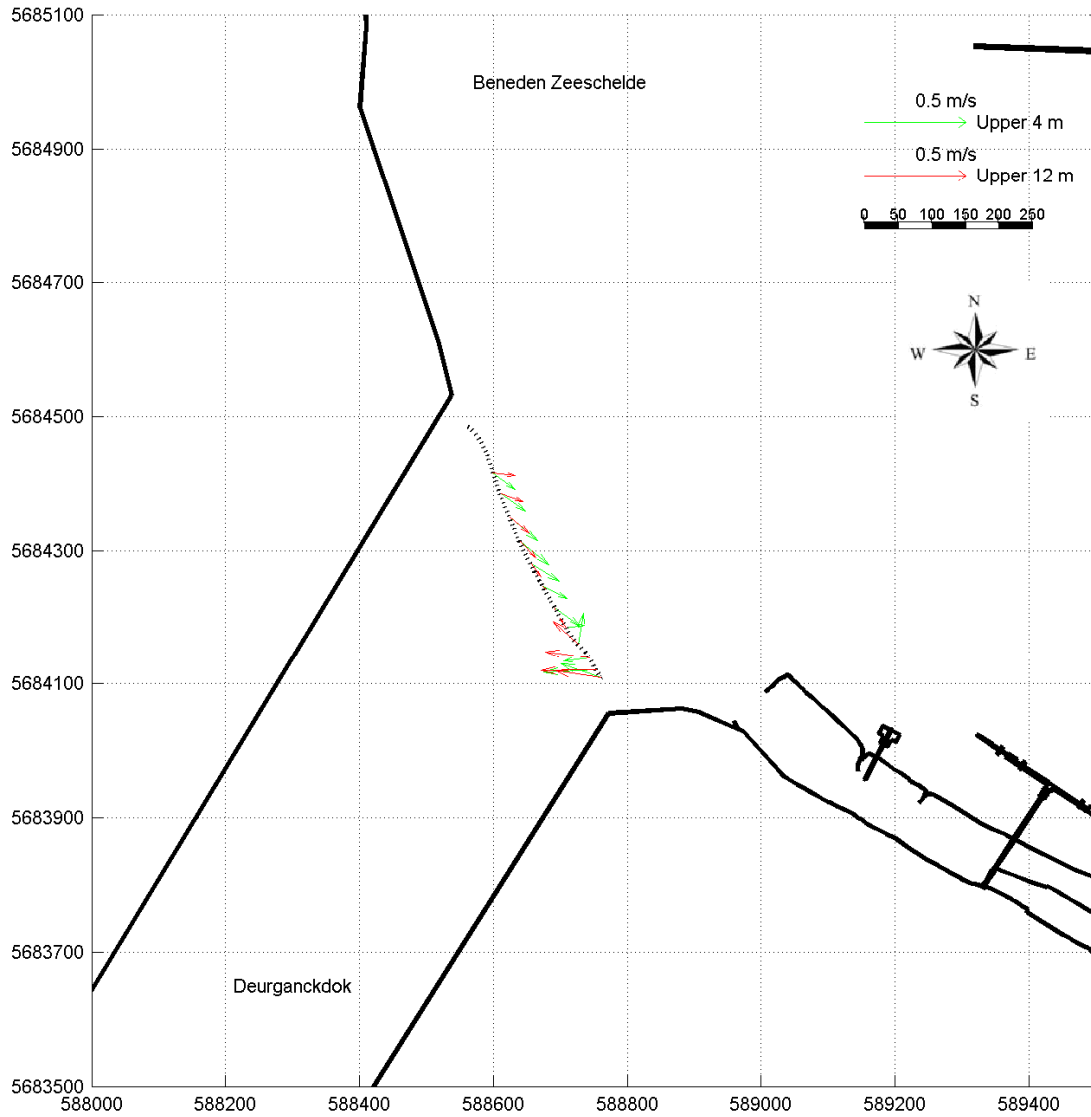 5685100
Beneden Zeeschelde
0.5 m/s
Upper 4 m
5684900
0.5 m/s
Upper 12 m
0 50 100 150 200 250
5684700
N
W E
S
5684500
5684300
5684100
5683900
5683700
Deurganckdok
5683500
588000 588200 588400 588600 588800 589000 589200 589400